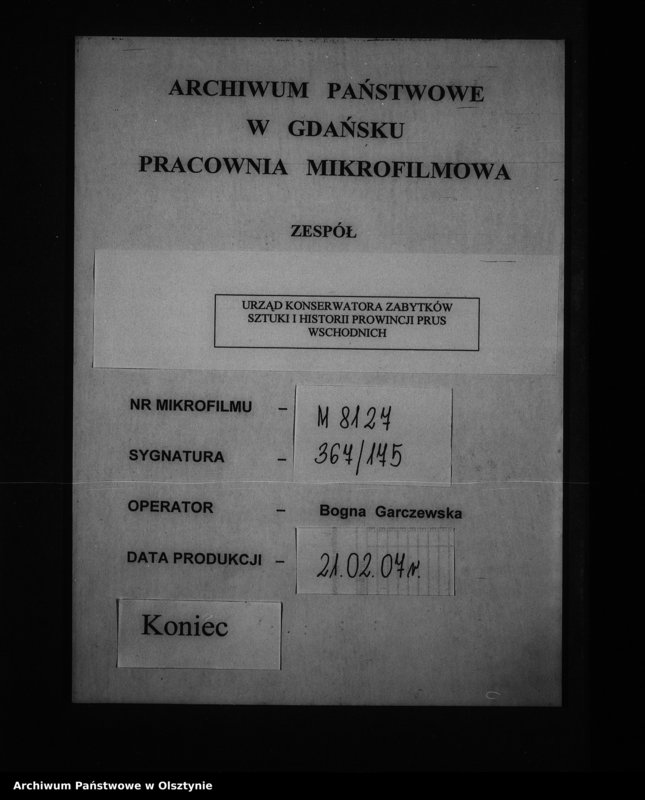 ARCHIWUM PAŃSTWOWE
W GDAŃSKU
PRACOWNIA MIKROFILMOWA
ZESPÓŁ
URZĄD KONSERWATORA ZABYTKÓW
SZTUKI I HISTORII PROWINCJI PRUS
WSCHODNICH
NR MIKROFILMU – M 8127
SYGNATURA – 367/175
OPERATOR – Bogna Garczewska
DATA PRODUKCJI – 21.02.07r.
Koniec
Archiwum Państwowe w Olsztynie